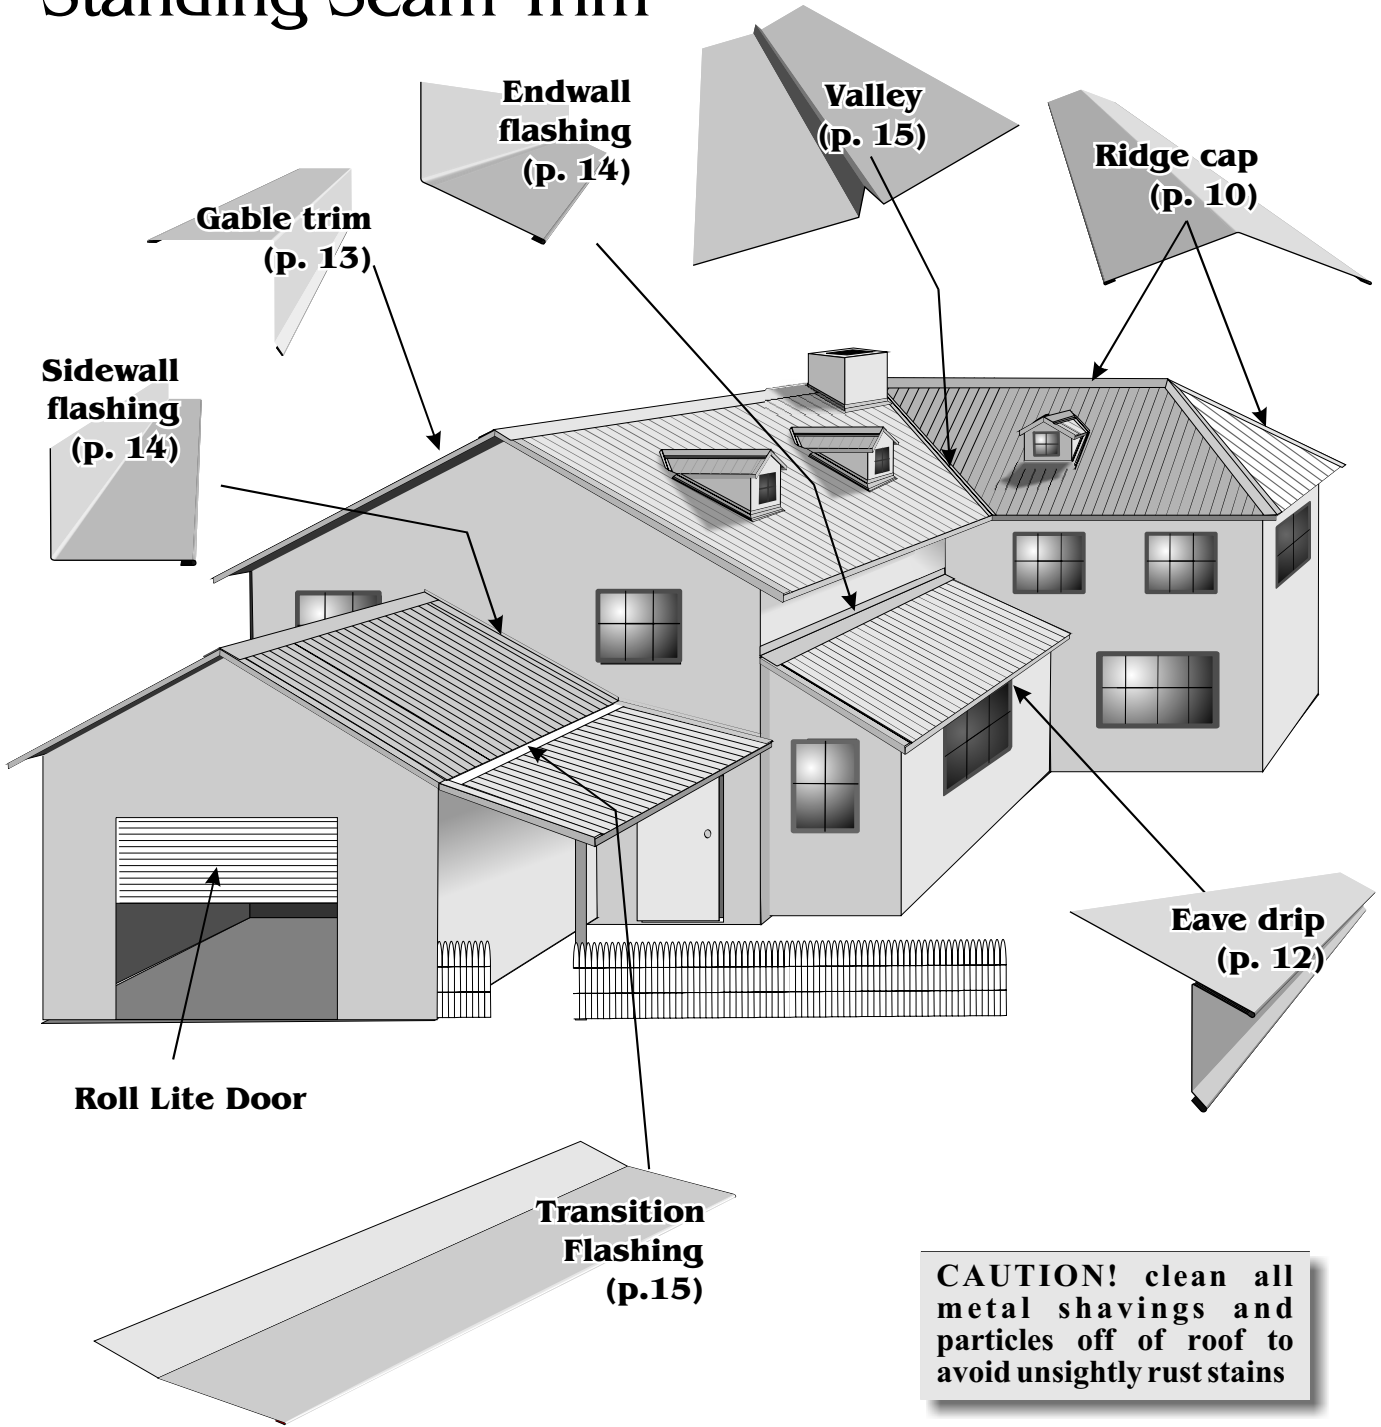 Standing Seam Trim
Endwall
flashing
(p. 14)
Valley
(p. 15)
Ridge cap
(p. 10)
Gable trim
(p. 13)
Sidewall
flashing
(p. 14)
Eave drip
(p. 12)
Roll Lite Door
Transition
Flashing
(p.15)
CAUTION! clean all
metal shavings and
particles off of roof to
avoid unsightly rust stains